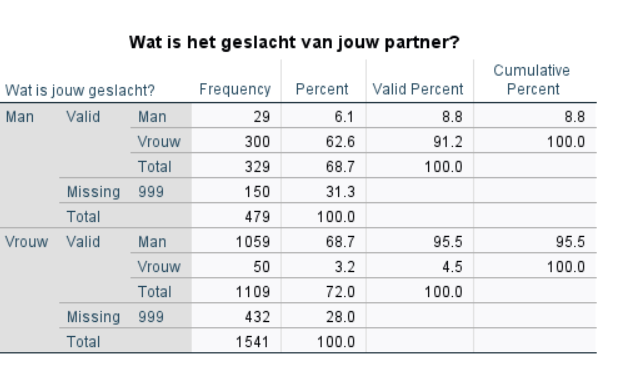 Wat is het geslacht van jouw partner?
Wat is jouw geslacht? Frequency Percent Valid Percent Cumulative Percent
Man Valid Man 29 6.1 8.8 8.8
Vrouw 300 62.6 91.2 100.0
Total 329 68.7 100.0
Missing 999 150 31.3
Total 479 100.0
Vrouw Valid Man 1059 68.7 95.5 95.5
Vrouw 50 3.2 4.5 100.0
Total 1109 72.0 100.0
Missing 999 432 28.0
Total 1541 100.0